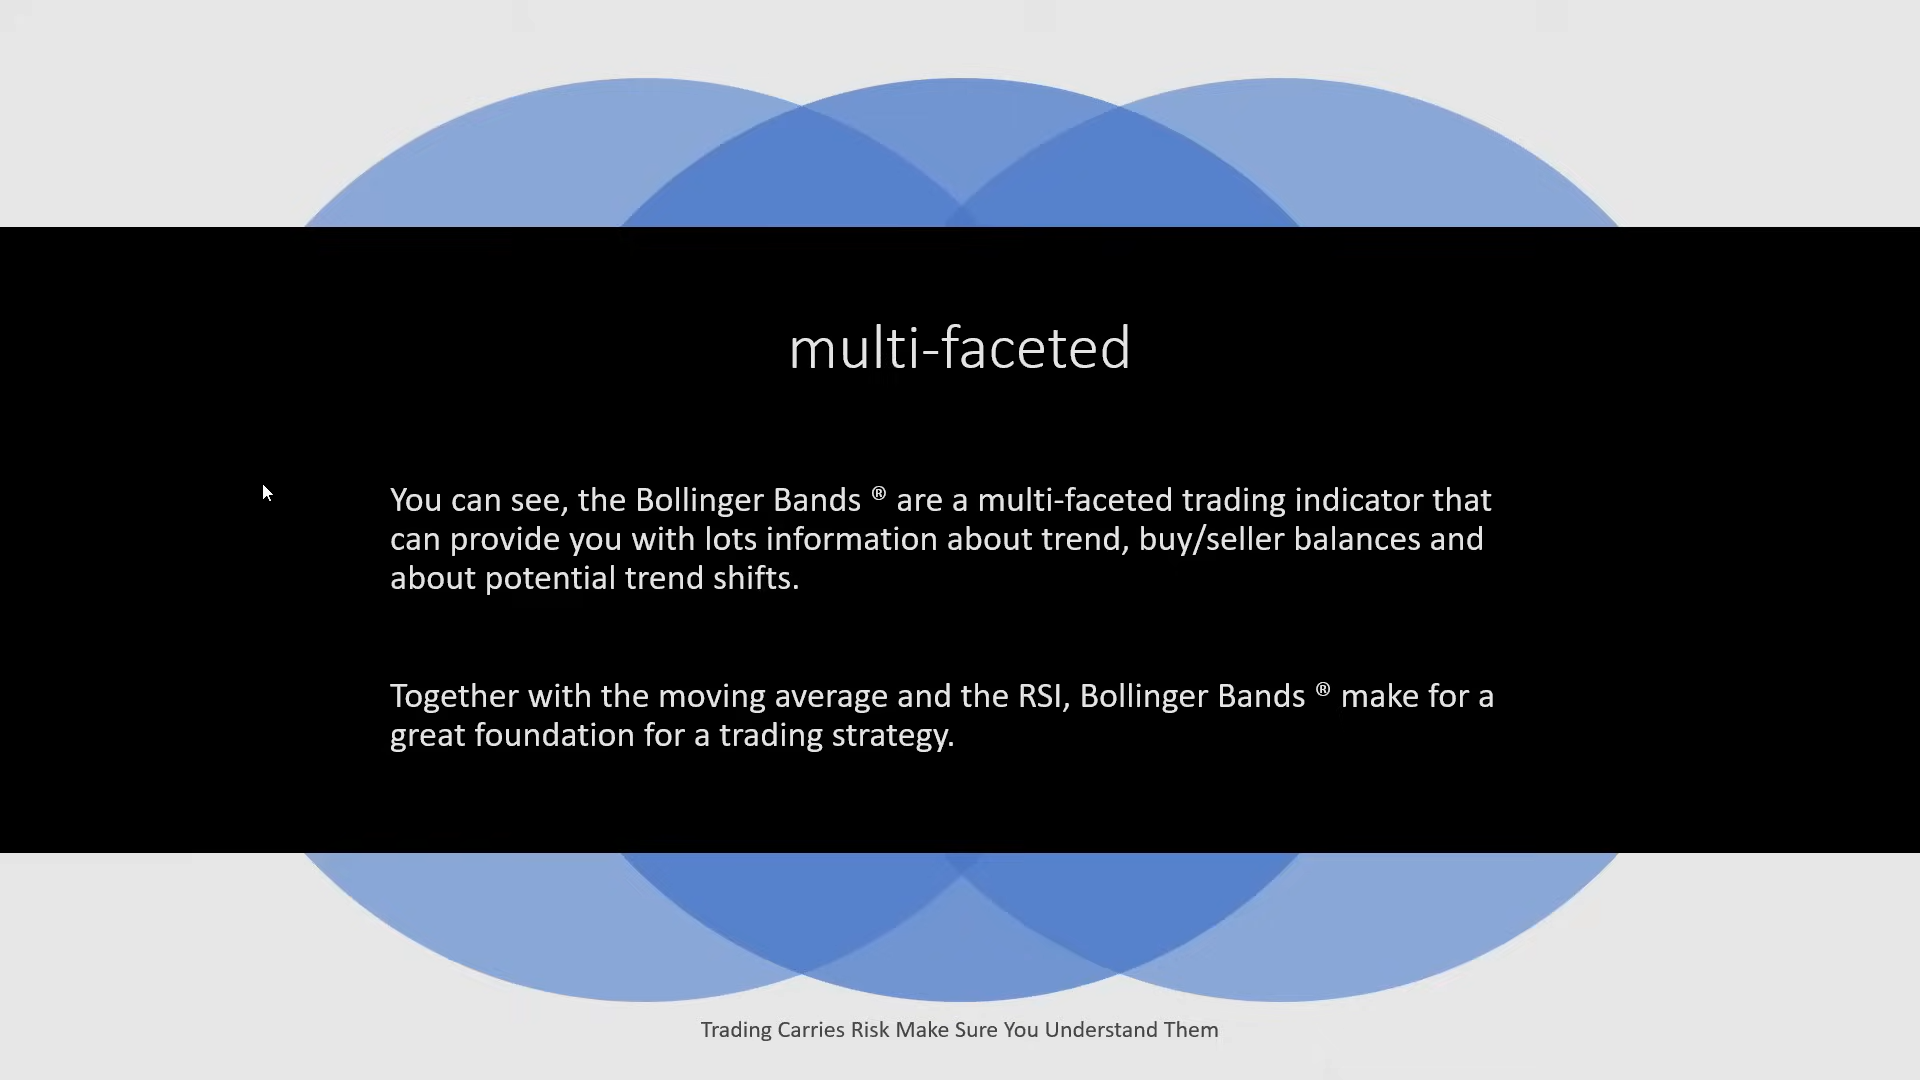 multi-faceted
You can see, the Bollinger Bands ® are a multi-faceted trading indicator that
can provide you with lots information about trend, buy/seller balances and
about potential trend shifts.
Together with the moving average and the RSI, Bollinger Bands ® make for a
great foundation for a trading strategy.
Trading Carries Risk Make Sure You Understand Them